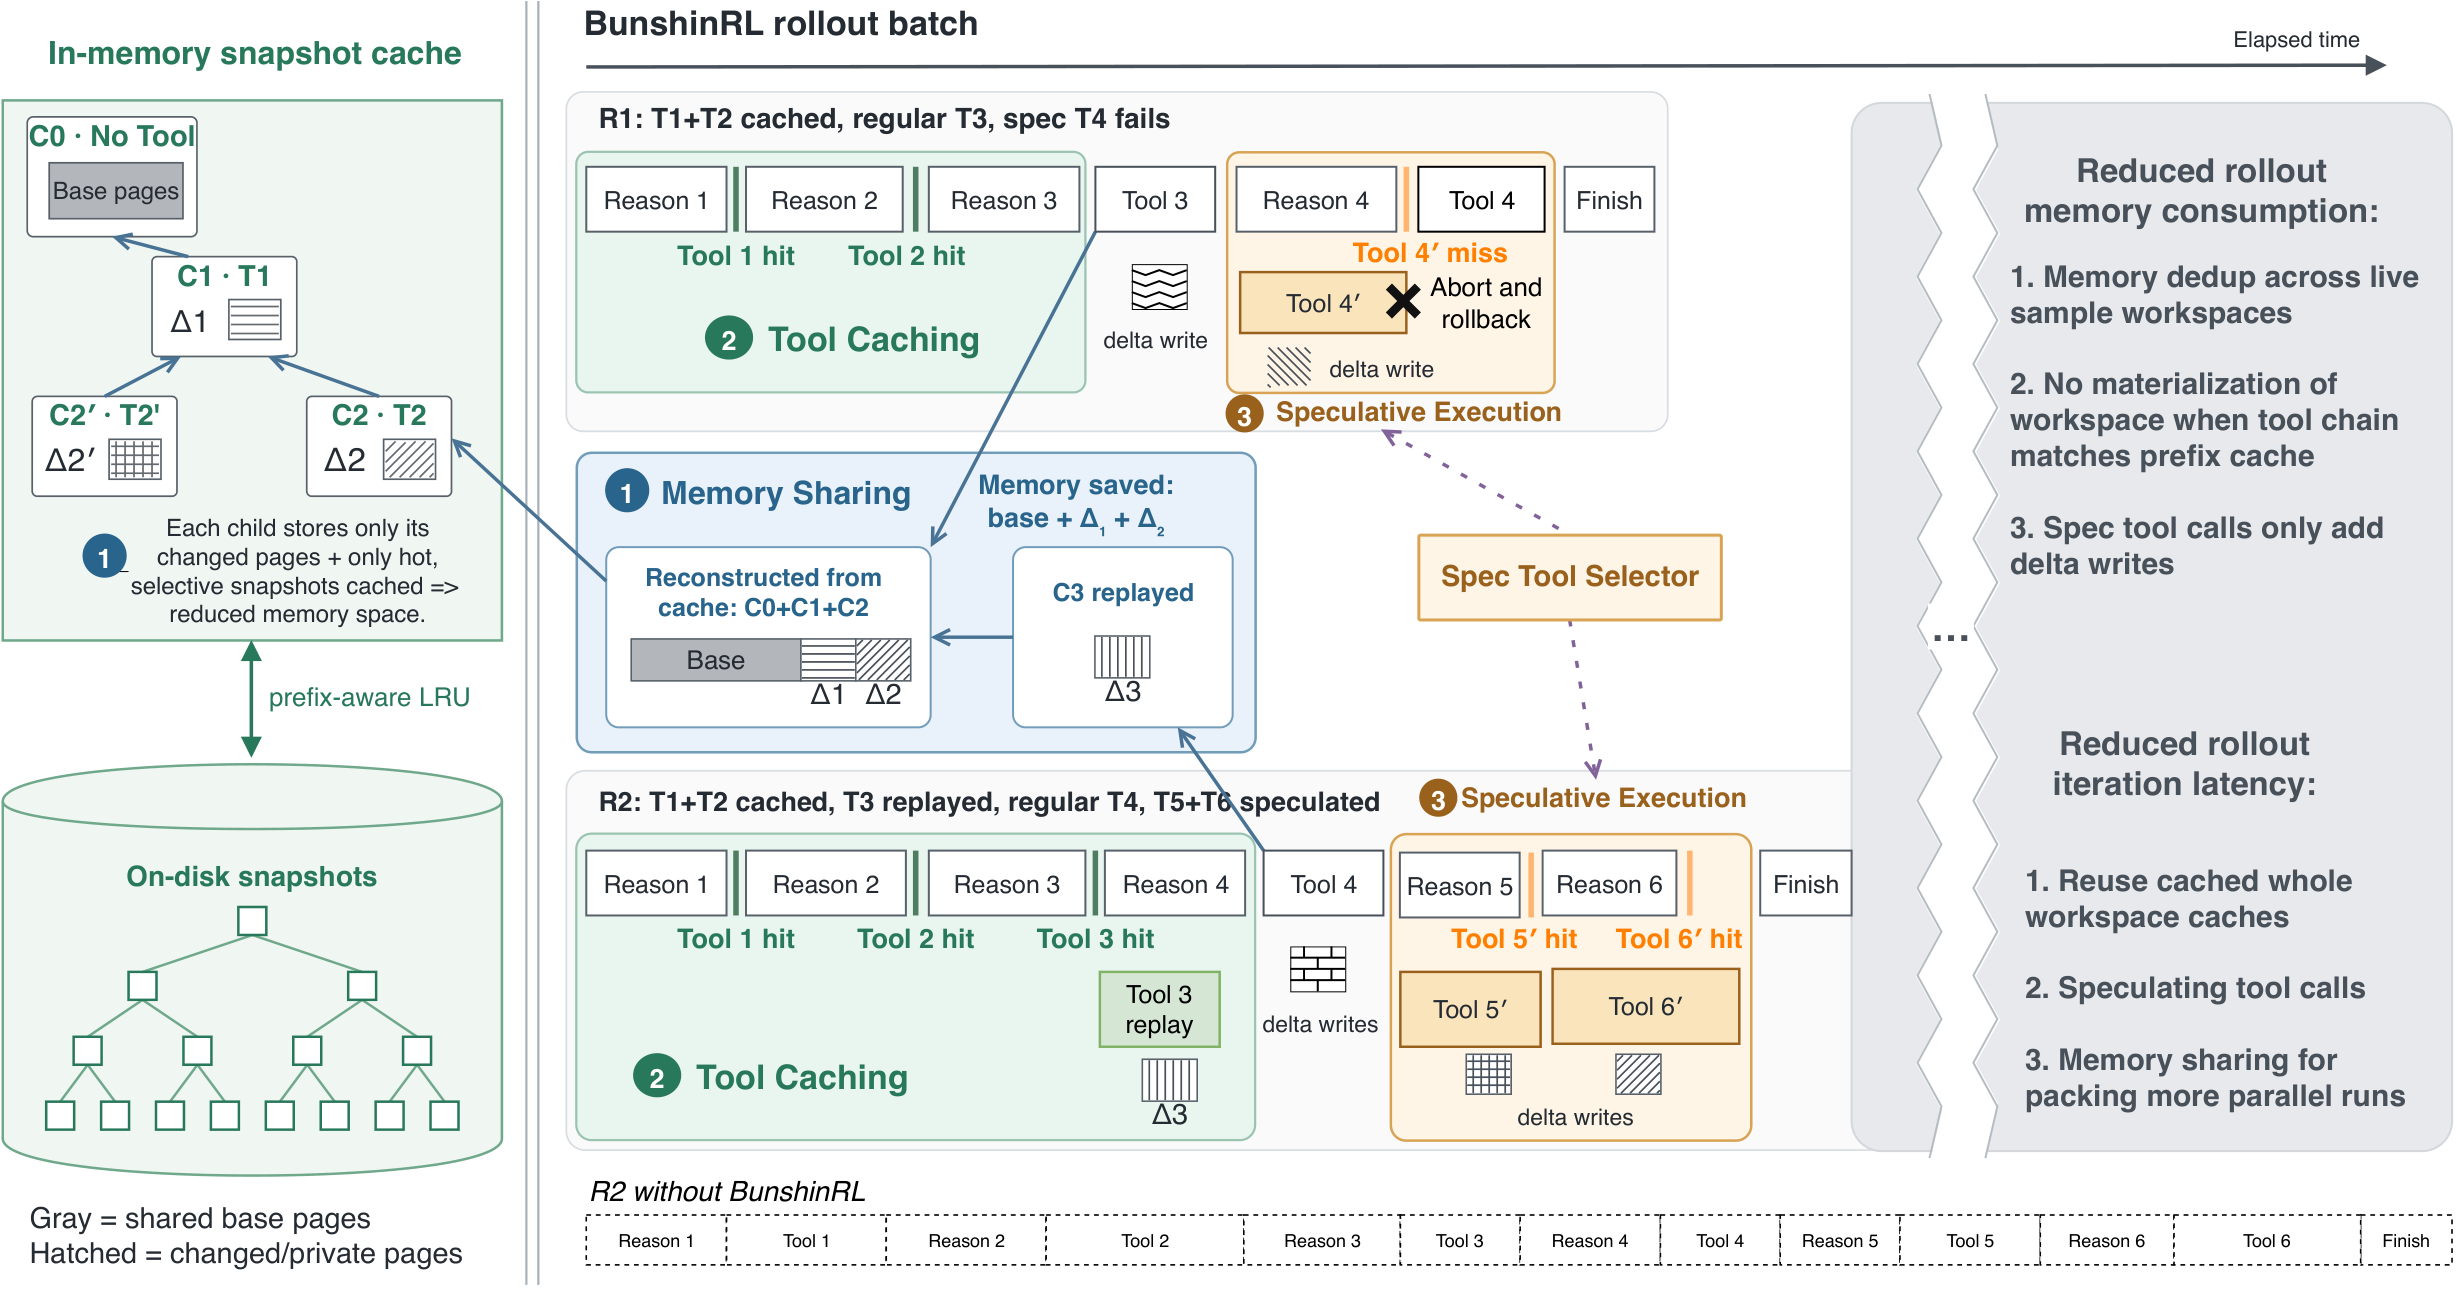 In-memory snapshot cache
C0 · No Tool
Base pages
C1 · T1
Δ1
C2′ · T2'
Δ2′
C2 · T2
Δ2
1
Each child stores only its
changed pages + only hot,
selective snapshots cached =>
reduced memory space.
prefix-aware LRU
On-disk snapshots
Gray = shared base pages
Hatched = changed/private pages
BunshinRL rollout batch
Elapsed time
R1: T1+T2 cached, regular T3, spec T4 fails
Reason 1
Reason 2
Reason 3
Tool 3
Reason 4
Tool 4
Finish
Tool 1 hit
Tool 2 hit
Tool 4′ miss
2 Tool Caching
delta write
Tool 4′
Abort and
rollback
delta write
3 Speculative Execution
1 Memory Sharing
Memory saved:
base + Δ₁ + Δ₂
Reconstructed from
cache: C0+C1+C2
Base
Δ1
Δ2
C3 replayed
Δ3
Spec Tool Selector
R2: T1+T2 cached, T3 replayed, regular T4, T5+T6 speculated
3 Speculative Execution
Reason 1
Reason 2
Reason 3
Reason 4
Tool 4
Reason 5
Reason 6
Finish
Tool 1 hit
Tool 2 hit
Tool 3 hit
Tool 5′ hit
Tool 6′ hit
Tool 3
replay
Δ3
2 Tool Caching
delta writes
Tool 5′
Tool 6′
delta writes
...
Reduced rollout
memory consumption:
1. Memory dedup across live
sample workspaces
2. No materialization of
workspace when tool chain
matches prefix cache
3. Spec tool calls only add
delta writes
Reduced rollout
iteration latency:
1. Reuse cached whole
workspace caches
2. Speculating tool calls
3. Memory sharing for
packing more parallel runs
R2 without BunshinRL
Reason 1
Tool 1
Reason 2
Tool 2
Reason 3
Tool 3
Reason 4
Tool 4
Reason 5
Tool 5
Reason 6
Tool 6
Finish